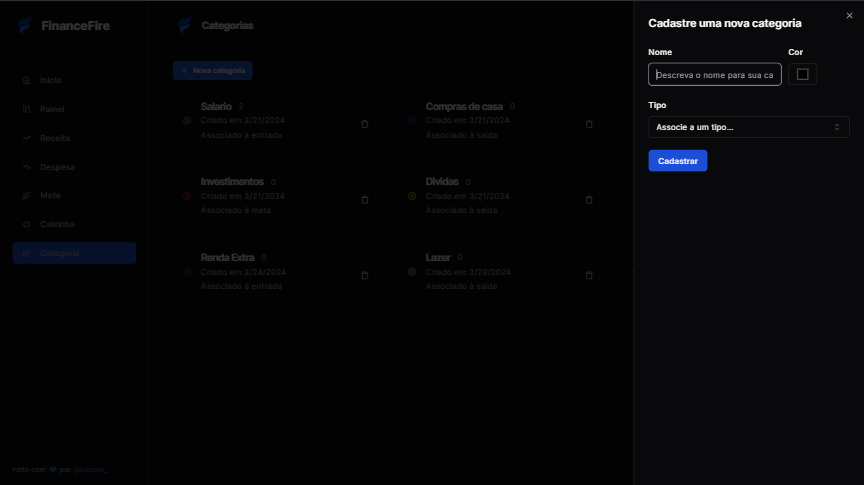 FinanceFire
Início
Painel
Receita
Despesa
Meta
Caixinha
Categoria
Feito com por @kacojo_
Categorias
+ Nova categoria
Salario 2
Criado em 3/21/2024
Associado à entrada
Compras de casa 0
Criado em 3/21/2024
Associado à saída
Investimentos 0
Criado em 3/21/2024
Associado à meta
Dividas 0
Criado em 3/21/2024
Associado à saída
Renda Extra 0
Criado em 3/24/2024
Associado à entrada
Lazer 0
Criado em 3/29/2024
Associado à saída
Cadastre uma nova categoria
Nome Cor
Descreva o nome para sua ca
Tipo
Associe a um tipo...
Cadastrar